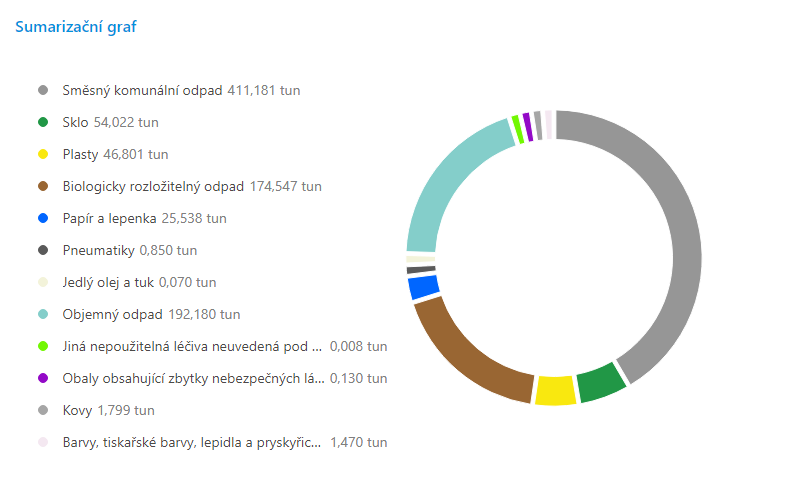 Sumarizační graf
Směsný komunální odpad 411,181 tun
Sklo 54,022 tun
Plasty 46,801 tun
Biologicky rozložitelný odpad 174,547 tun
Papír a lepenka 25,538 tun
Pneumatiky 0,850 tun
Jedlý olej a tuk 0,070 tun
Objemný odpad 192,180 tun
Jiná nepoužitelná léčiva neuvedená pod ... 0,008 tun
Obaly obsahující zbytky nebezpečných lá... 0,130 tun
Kovy 1,799 tun
Barvy, tiskařské barvy, lepidla a pryskyřic... 1,470 tun